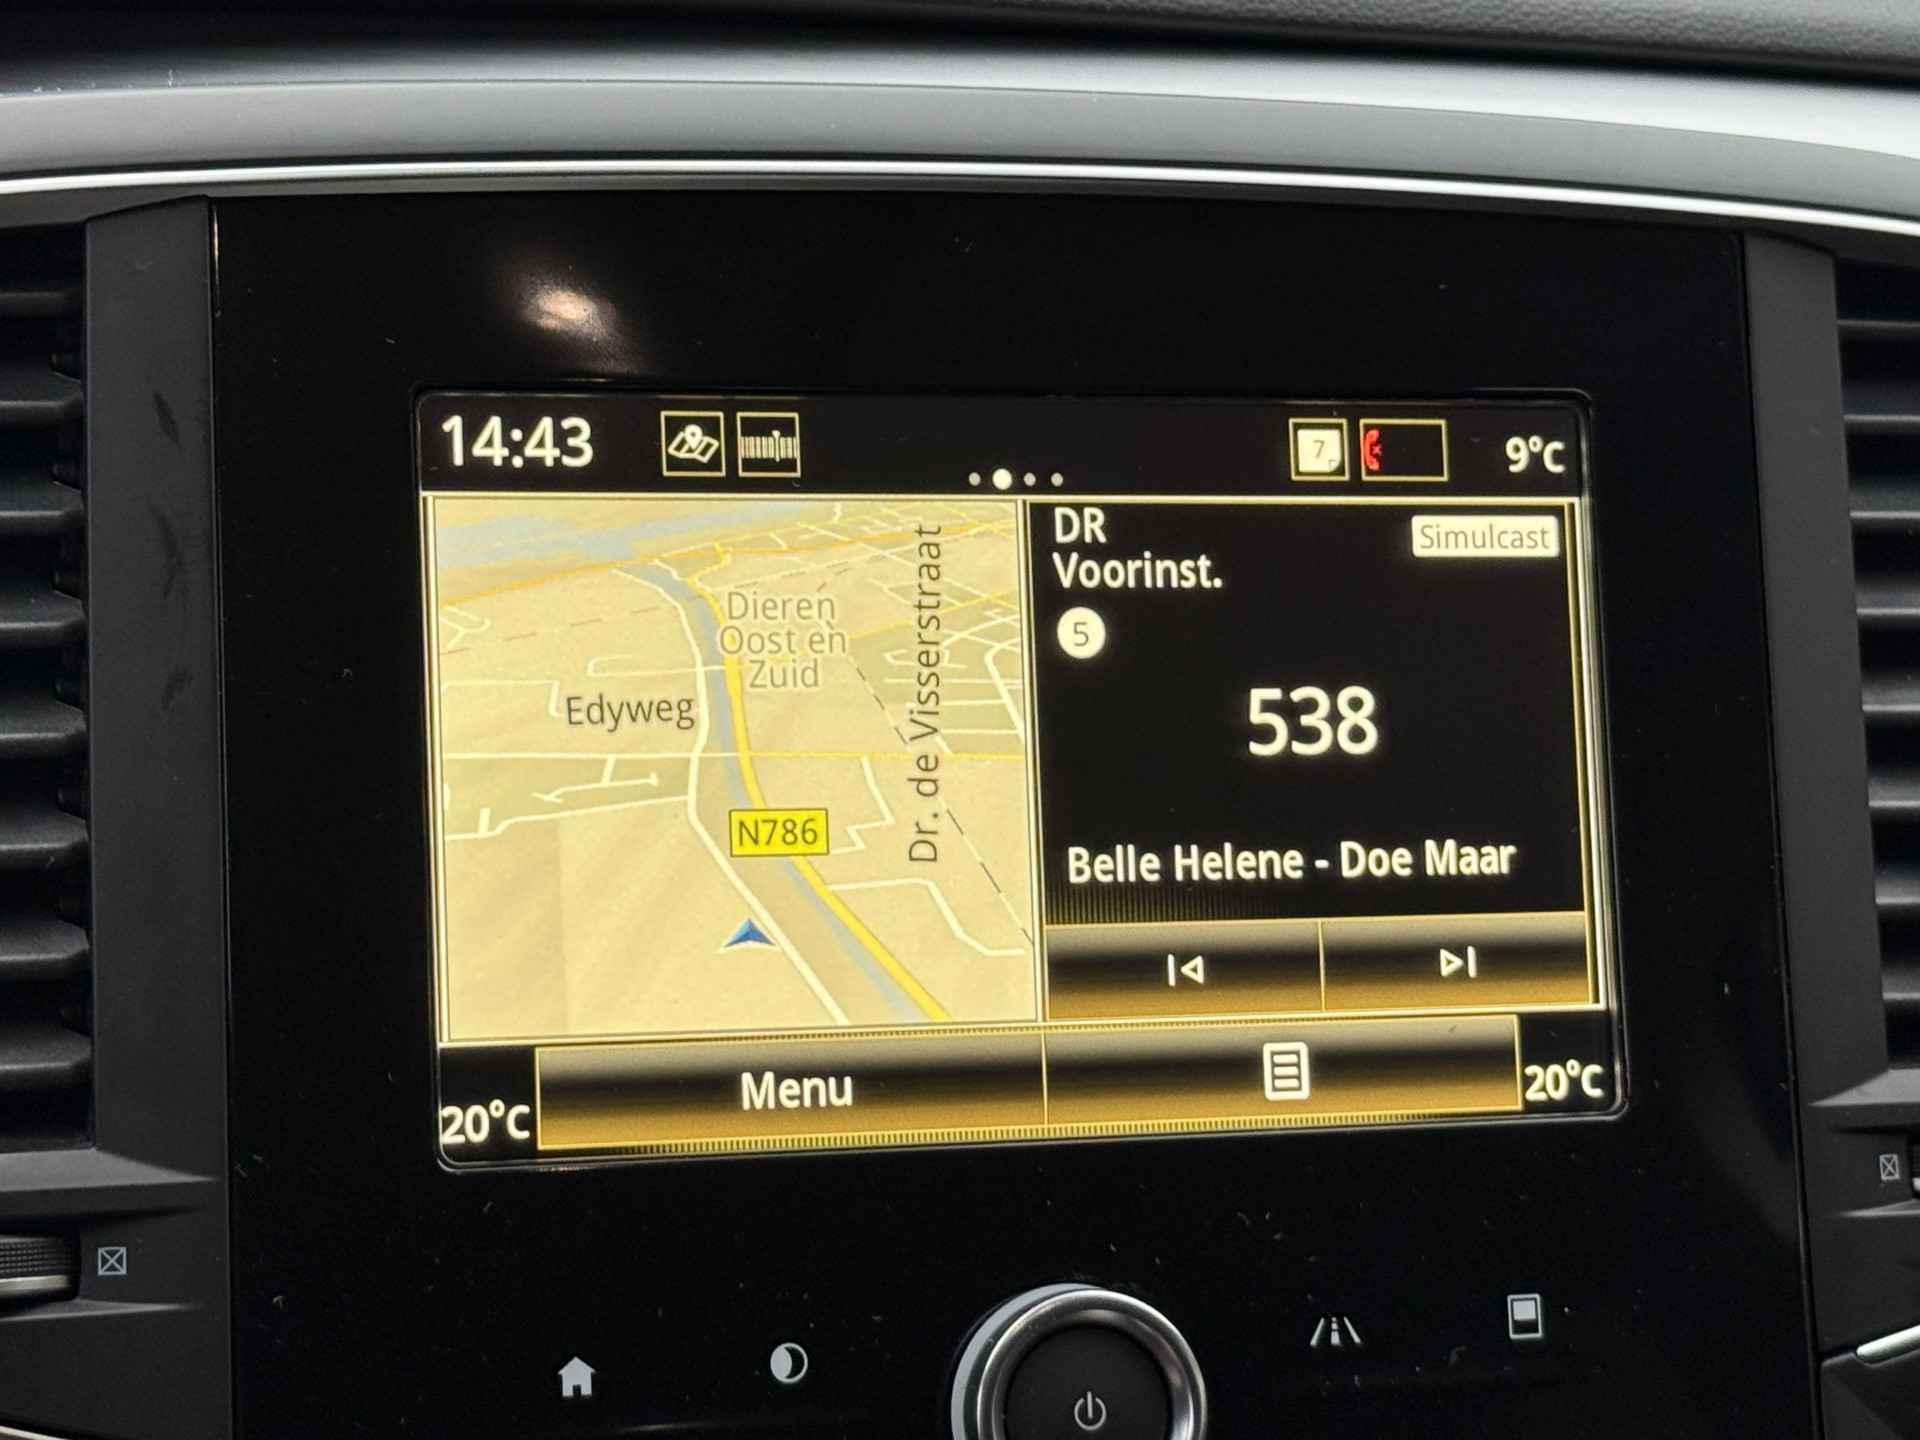 14:43
7
9°C
DR
Voorinst.
Simulcast
5
538
Belle Helene - Doe Maar
Dieren
Oost en
Zuid
Edyweg
Dr. de Visserstraat
N786
20°C
Menu
20°C